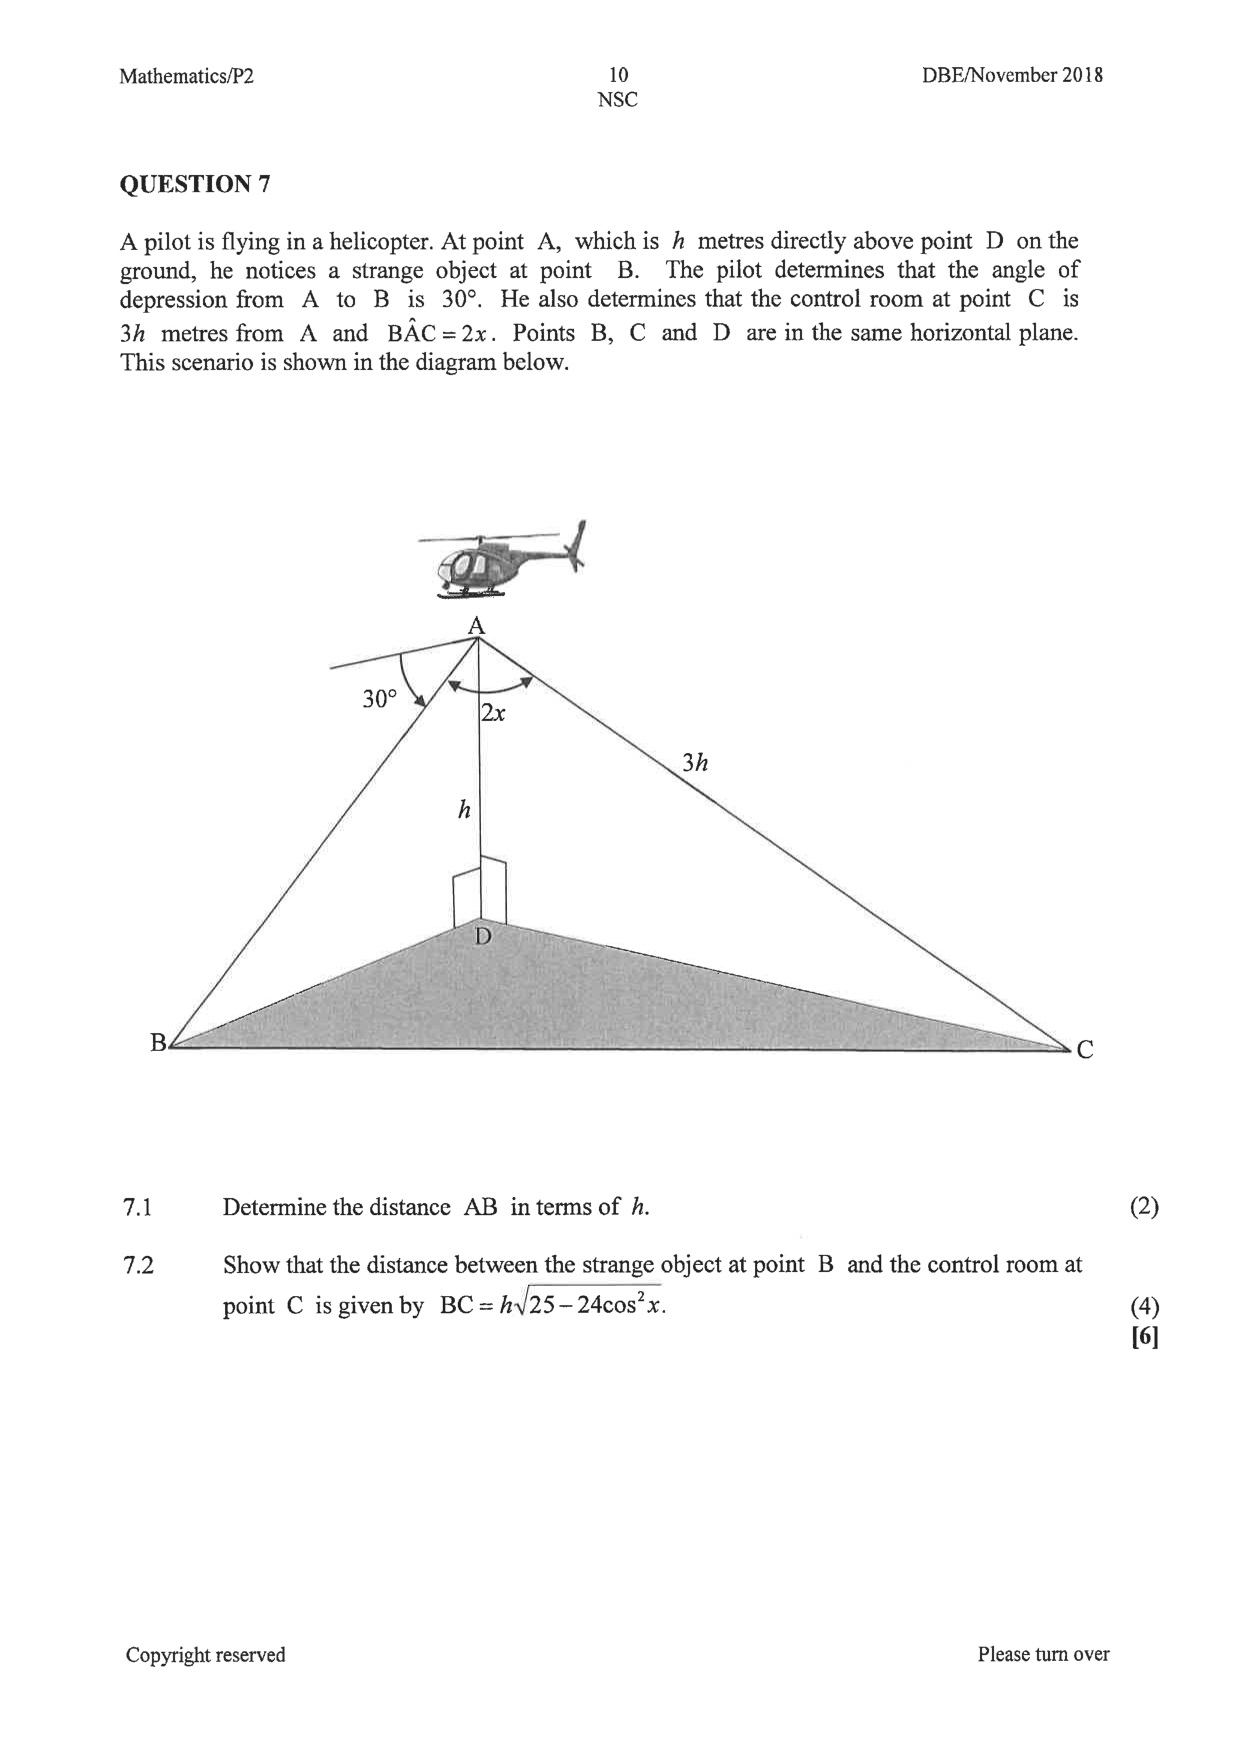 Mathematics/P2
10
DBE/November 2018
NSC
QUESTION 7
A pilot is flying in a helicopter. At point A, which is h metres directly above point D on the
ground, he notices a strange object at point B. The pilot determines that the angle of
depression from A to B is 30°. He also determines that the control room at point C is
3h metres from A and BÂC = 2x. Points B, C and D are in the same horizontal plane.
This scenario is shown in the diagram below.
A
30°
2x
3h
h
D
B
C
7.1 Determine the distance AB in terms of h. (2)
7.2 Show that the distance between the strange object at point B and the control room at
point C is given by BC = h√25 – 24cos²x. (4)
[6]
Copyright reserved
Please turn over